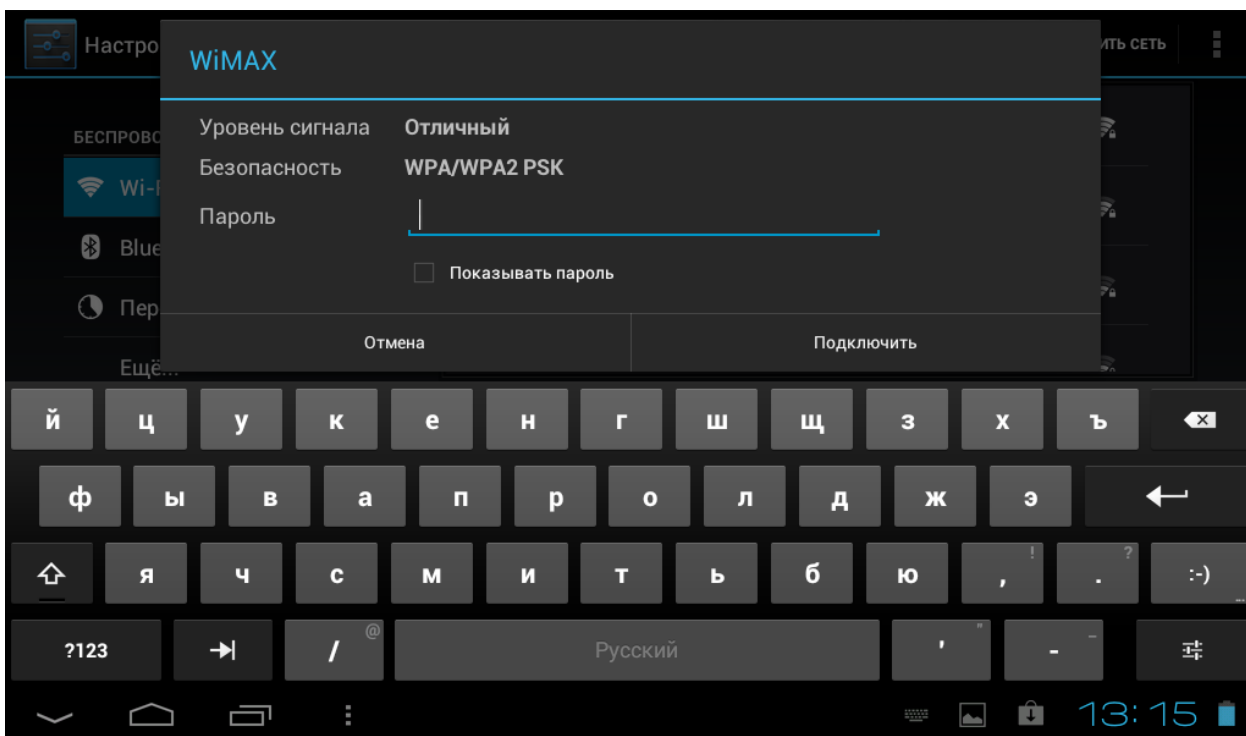 Настро
ИТЬ СЕТЬ
WiMAX
БЕСПРОВО
Уровень сигнала Отличный
Безопасность WPA/WPA2 PSK
Wi-F
Пароль
Blue
Показывать пароль
Пер
Отмена Подключить
Ещё...
й ц у к е н г ш щ з х ъ
ф ы в а п р о л д ж э
я ч с м и т ь б ю , ! . ? :-) ...
?123 / @ Русский ' " - _
13:15